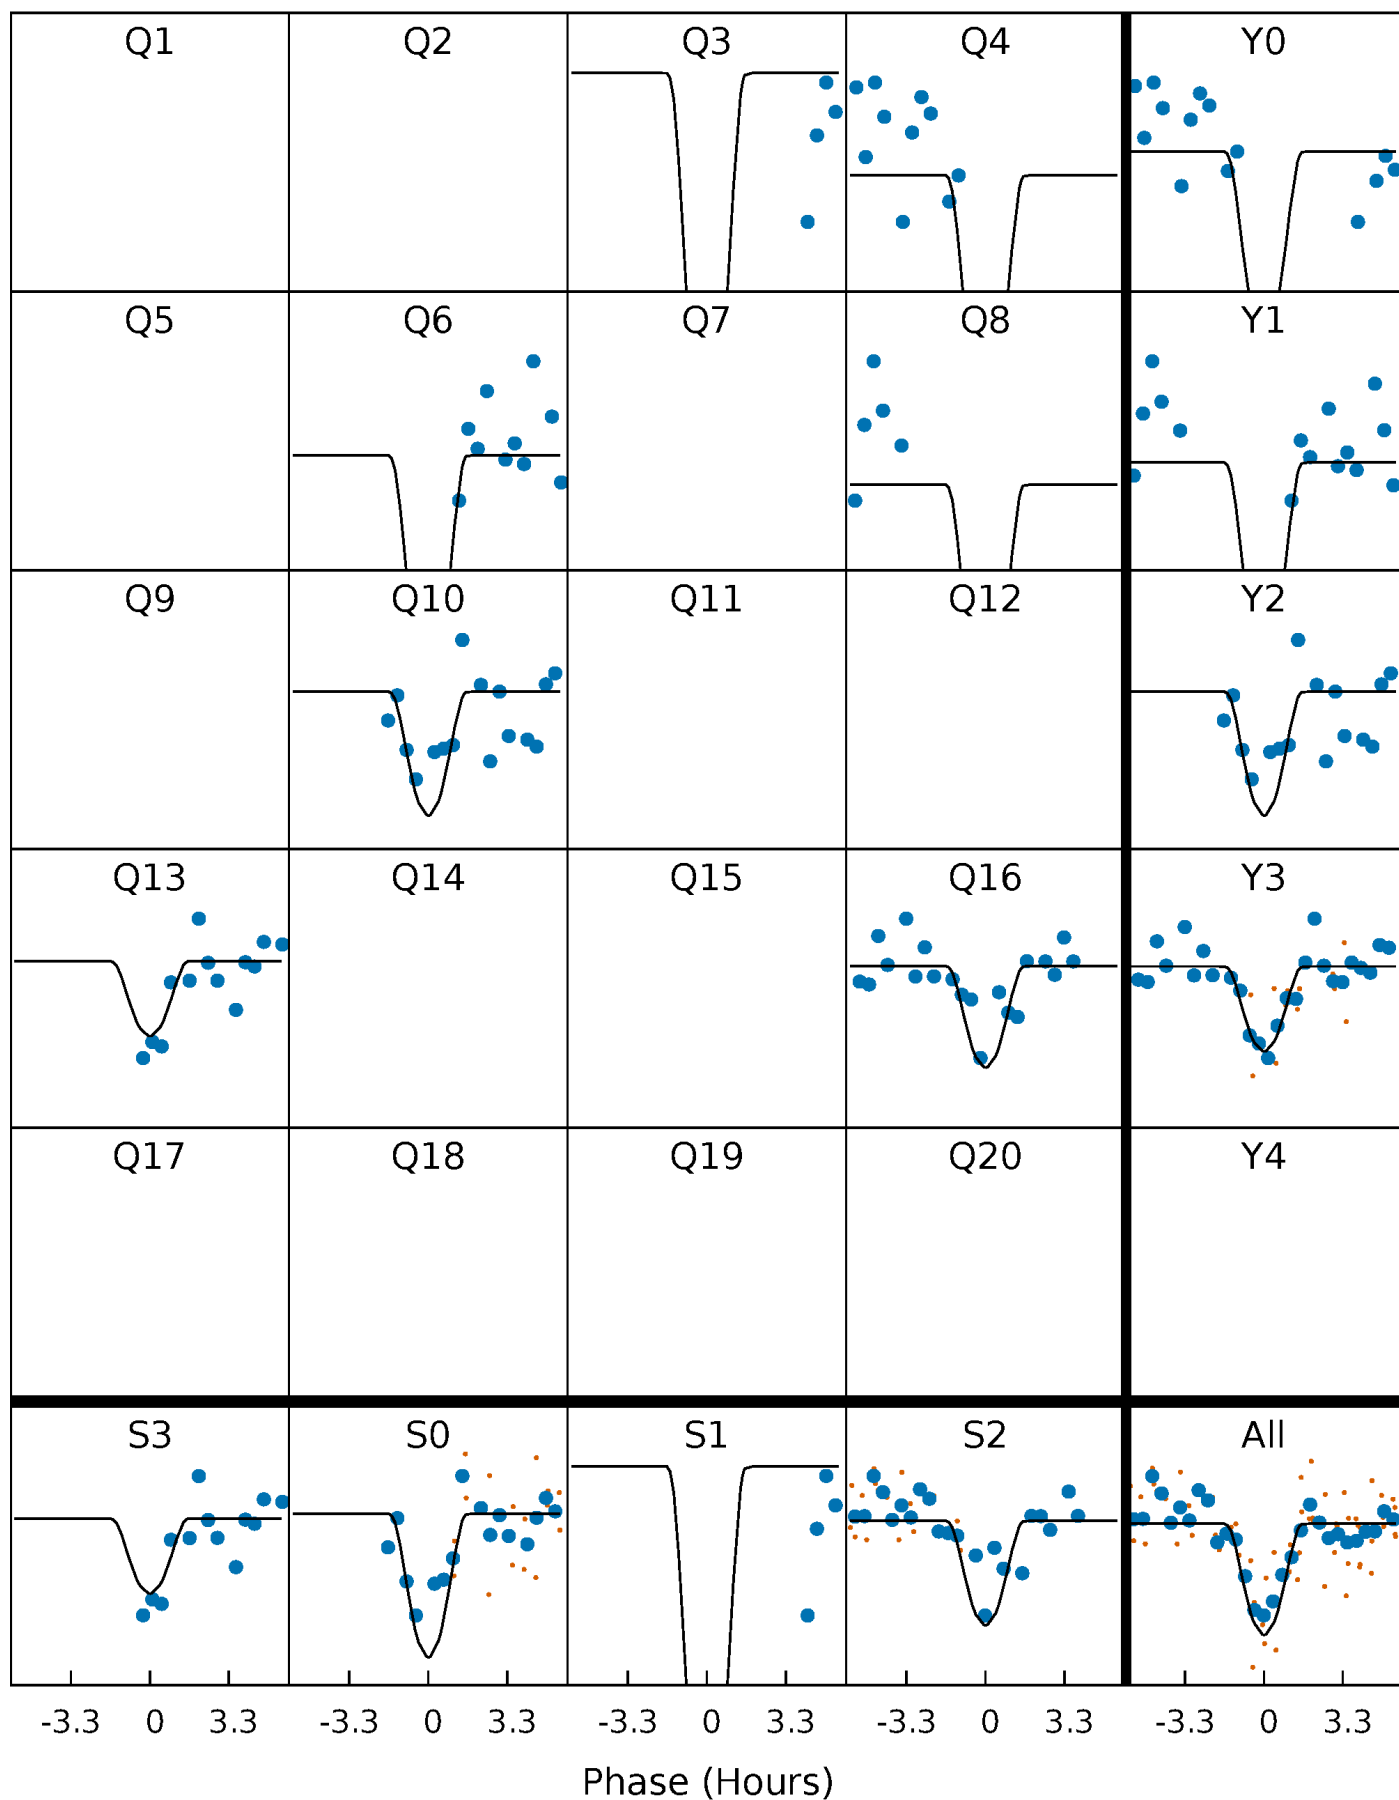 Q1 Q2 Q3 Q4 Y0
Q5 Q6 Q7 Q8 Y1
Q9 Q10 Q11 Q12 Y2
Q13 Q14 Q15 Q16 Y3
Q17 Q18 Q19 Q20 Y4
S3 S0 S1 S2 All
-3.3 0 3.3 -3.3 0 3.3 -3.3 0 3.3 -3.3 0 3.3 -3.3 0 3.3
Phase (Hours)